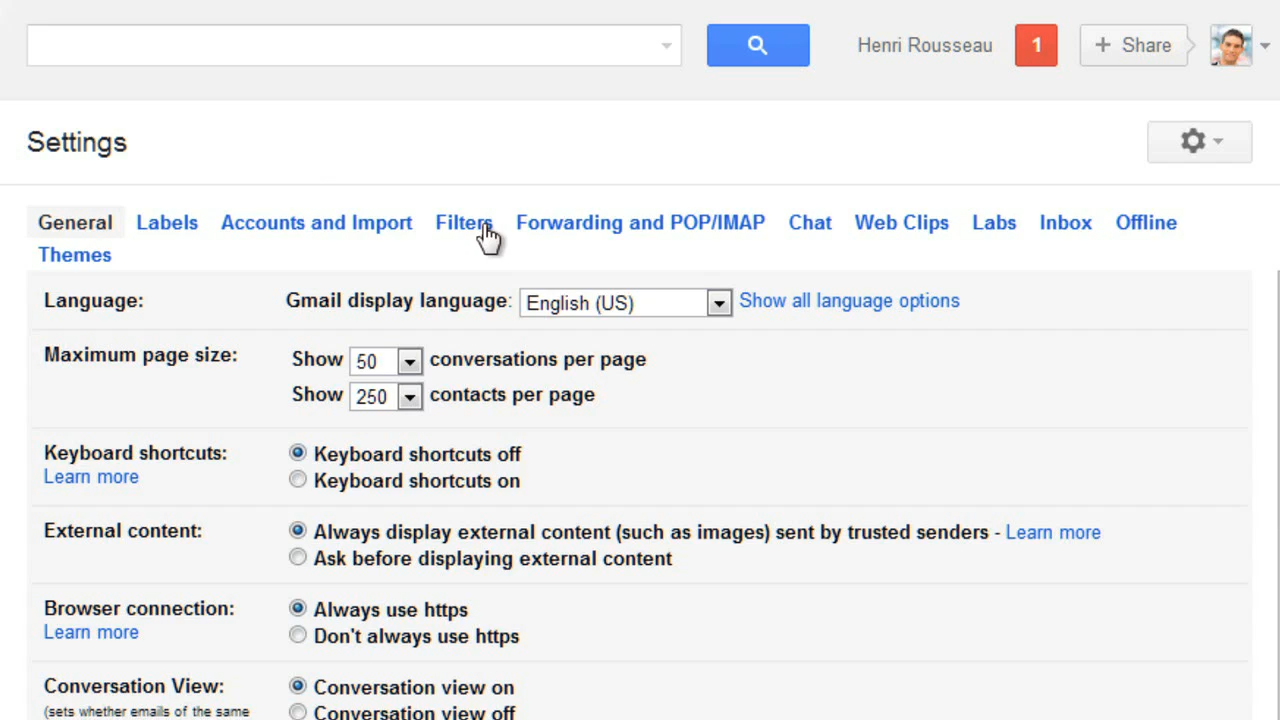 Henri Rousseau 1 + Share
Settings
General Labels Accounts and Import Filters Forwarding and POP/IMAP Chat Web Clips Labs Inbox Offline
Themes
Language: Gmail display language: English (US) Show all language options
Maximum page size: Show 50 conversations per page
Show 250 contacts per page
Keyboard shortcuts: Keyboard shortcuts off
Learn more Keyboard shortcuts on
External content: Always display external content (such as images) sent by trusted senders - Learn more
Ask before displaying external content
Browser connection: Always use https
Learn more Don't always use https
Conversation View: Conversation view on
(sets whether emails of the same Conversation view off